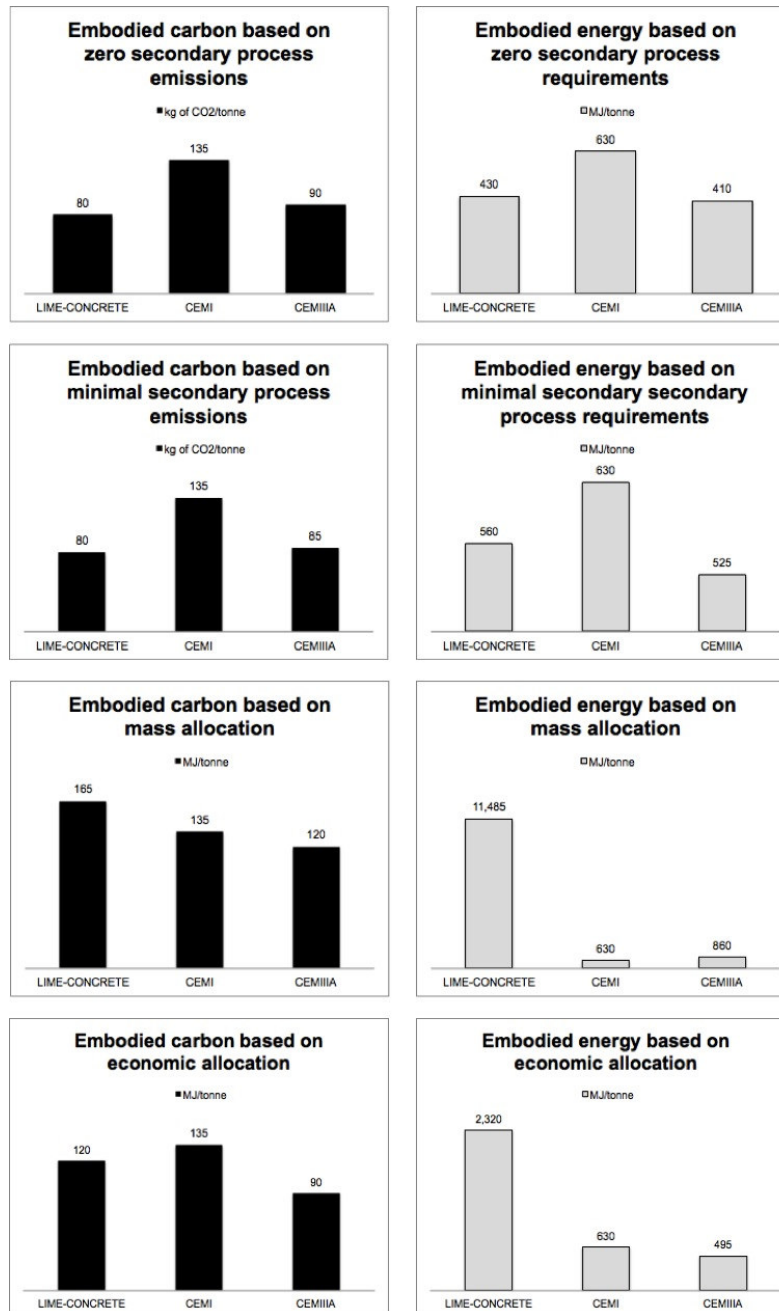 Embodied carbon based on
zero secondary process
emissions
■kg of CO2/tonne
80
135
90
LIME-CONCRETE CEMI CEMIIIA
Embodied energy based on
zero secondary process
requirements
□MJ/tonne
430
630
410
LIME-CONCRETE CEMI CEMIIIA
Embodied carbon based on
minimal secondary process
emissions
■kg of CO2/tonne
80
135
85
LIME-CONCRETE CEMI CEMIIIA
Embodied energy based on
minimal secondary secondary
process requirements
□MJ/tonne
560
630
525
LIME-CONCRETE CEMI CEMIIIA
Embodied carbon based on
mass allocation
■MJ/tonne
165
135
120
LIME-CONCRETE CEMI CEMIIIA
Embodied energy based on
mass allocation
□MJ/tonne
11,485
630
860
LIME-CONCRETE CEMI CEMIIIA
Embodied carbon based on
economic allocation
■MJ/tonne
120
135
90
LIME-CONCRETE CEMI CEMIIIA
Embodied energy based on
economic allocation
□MJ/tonne
2,320
630
495
LIME-CONCRETE CEMI CEMIIIA